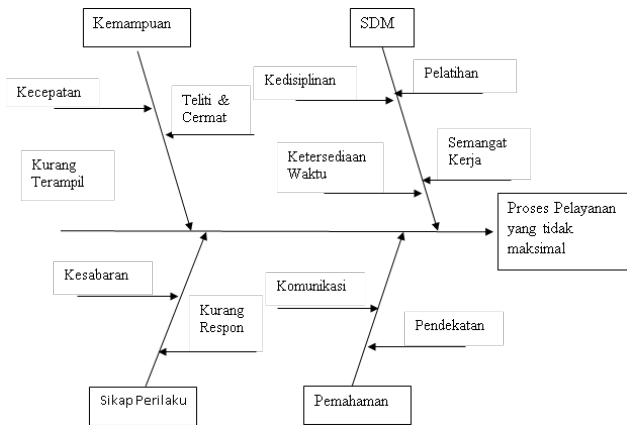 Kemampuan
SDM
Kecepatan
Teliti &
Cermat
Kedisiplinan
Pelatihan
Kurang
Terampil
Ketersediaan
Waktu
Semangat
Kerja
Proses Pelayanan
yang tidak
maksimal
Kesabaran
Kurang
Respon
Komunikasi
Pendekatan
Sikap Perilaku
Pemahaman